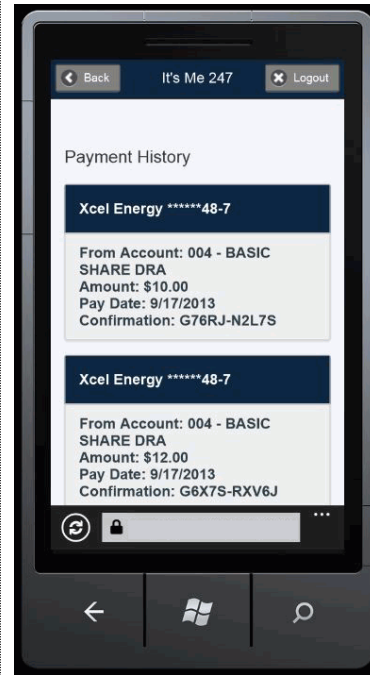 Back It's Me 247 Logout
Payment History
Xcel Energy ******48-7
From Account: 004 - BASIC
SHARE DRA
Amount: $10.00
Pay Date: 9/17/2013
Confirmation: G76RJ-N2L7S
Xcel Energy ******48-7
From Account: 004 - BASIC
SHARE DRA
Amount: $12.00
Pay Date: 9/17/2013
Confirmation: G6X7S-RXV6J